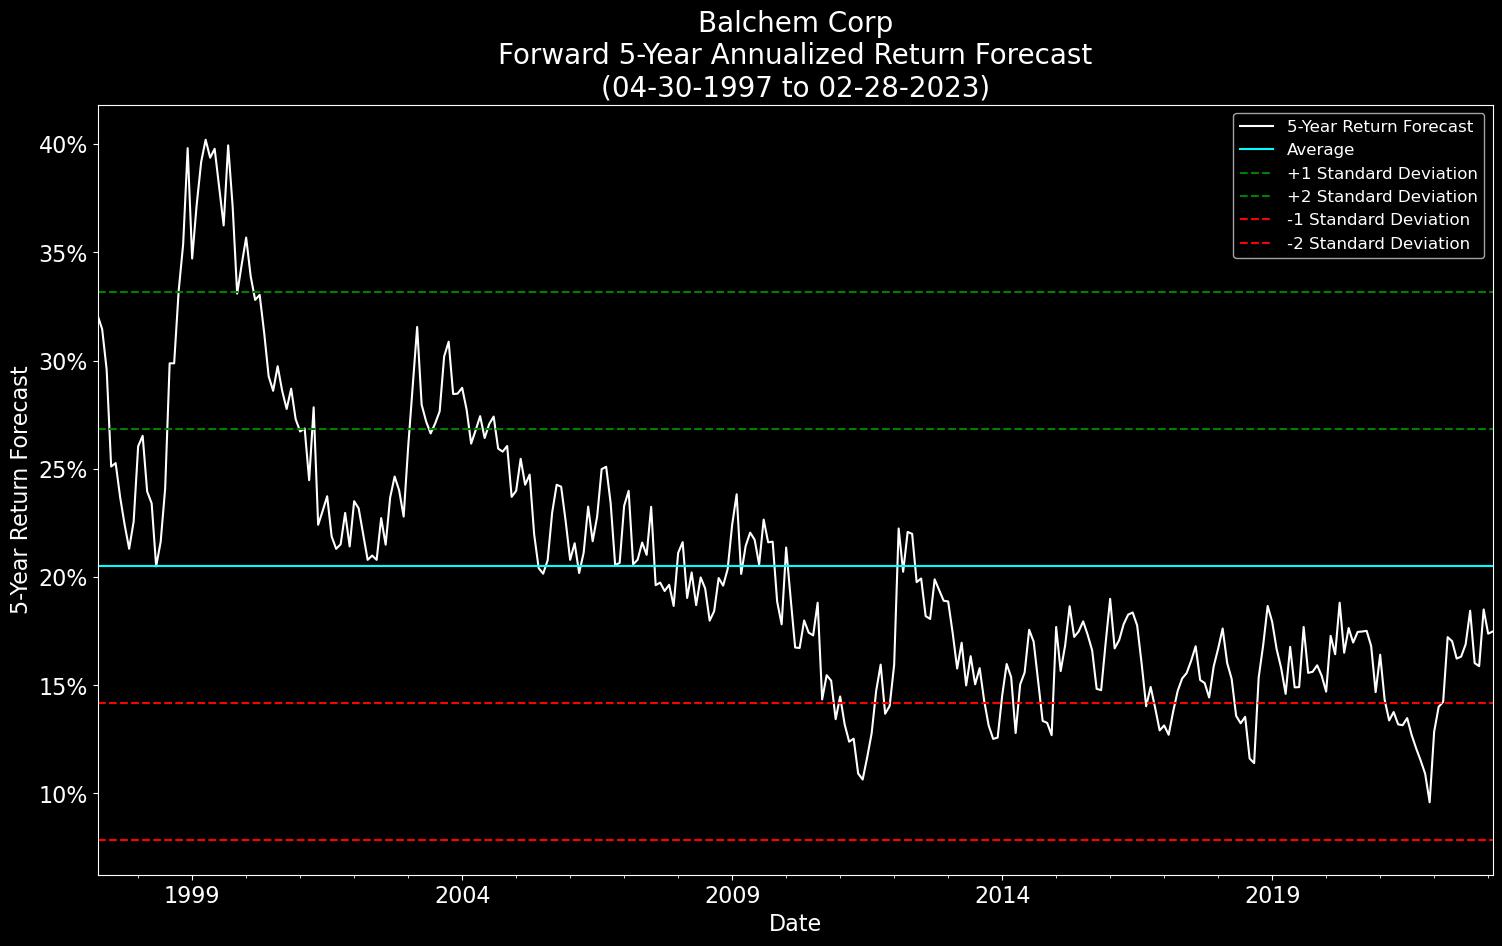 Balchem Corp
Forward 5-Year Annualized Return Forecast
(04-30-1997 to 02-28-2023)
5-Year Return Forecast
Average
+1 Standard Deviation
+2 Standard Deviation
-1 Standard Deviation
-2 Standard Deviation
5-Year Return Forecast
40%
35%
30%
25%
20%
15%
10%
1999
2004
2009
2014
2019
Date